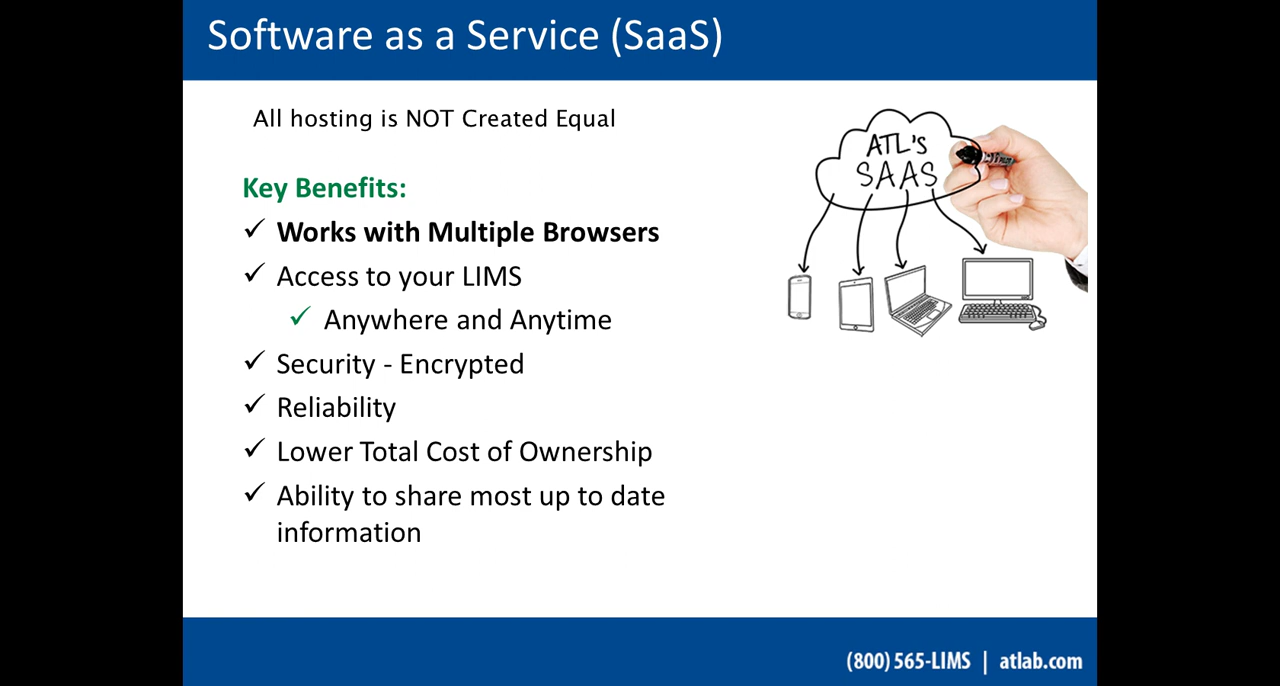 Software as a Service (SaaS)
All hosting is NOT Created Equal
Key Benefits:
✓ Works with Multiple Browsers
✓ Access to your LIMS
✓ Anywhere and Anytime
✓ Security - Encrypted
✓ Reliability
✓ Lower Total Cost of Ownership
✓ Ability to share most up to date
information
ATL'S
SAAS
(800) 565-LIMS | atlab.com